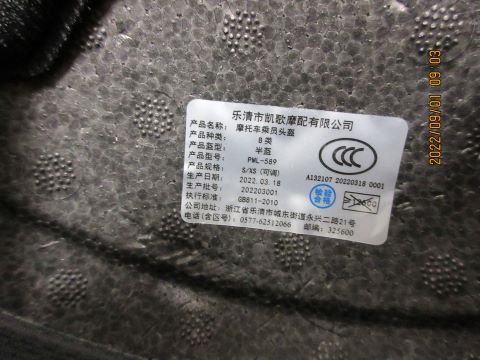 乐清市凯歌摩配有限公司
产品名称: 摩托车乘员头盔
产品种类: B 类
产品盔型: 半盔
产品型号: PML-589
产品规格: S/XS (可调)
生产日期: 2022.03.18
生产批号: 202203001
执行标准: GB811-2010
公司地址: 浙江省乐清市城东街道永兴二路21号
电话(含区号): 0577-62512066 邮编: 325600
CCC
A132107 20220318 0001
检验
合格
2022/09/01 09:03